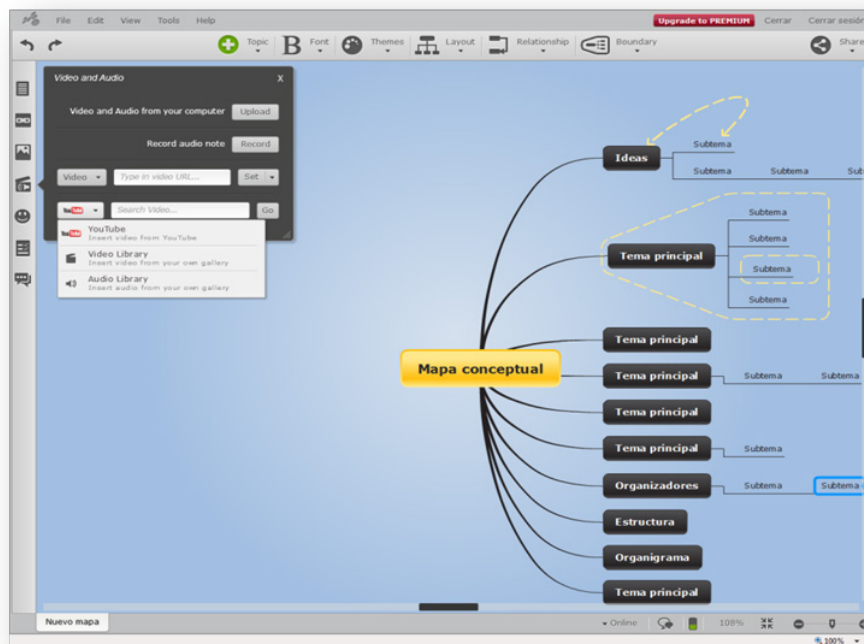 File Edit View Tools Help Upgrade to PREMIUM Cerrar Cerrar sesión
Topic Font Themes Layout Relationship Boundary Share
Video and Audio X
Video and Audio from your computer Upload
Record audio note Record
Video Type in video URL... Set
YouTube Search Video... Go
YouTube
Insert video from YouTube
Video Library
Insert video from your own gallery
Audio Library
Insert audio from your own gallery
Mapa conceptual
Ideas
Subtema
Subtema Subtema
Tema principal
Subtema
Subtema
Subtema
Subtema
Tema principal
Tema principal Subtema Subtema
Tema principal
Tema principal Subtema
Organizadores Subtema Subtema
Estructura
Organigrama
Tema principal
Nuevo mapa Online 108%
100%